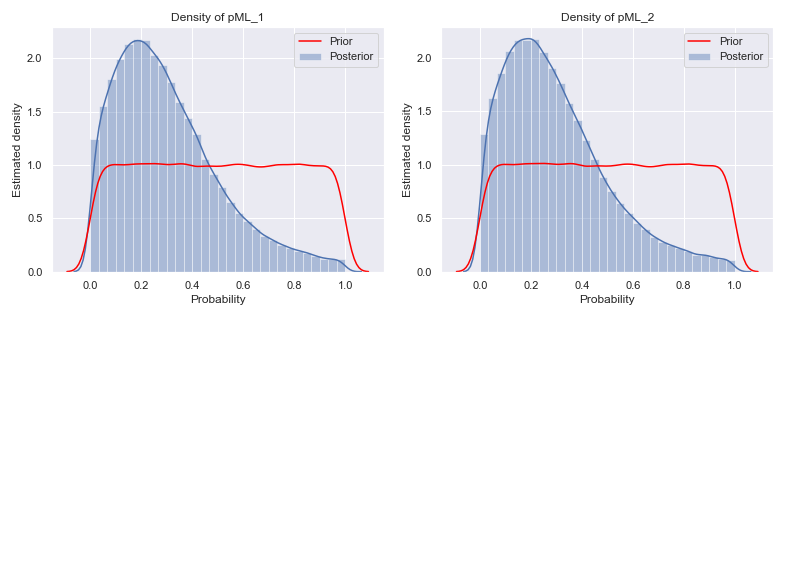 Density of pML_1
Estimated density
2.0
1.5
1.0
0.5
0.0
0.0 0.2 0.4 0.6 0.8 1.0
Probability
Prior
Posterior
Density of pML_2
Estimated density
2.0
1.5
1.0
0.5
0.0
0.0 0.2 0.4 0.6 0.8 1.0
Probability
Prior
Posterior